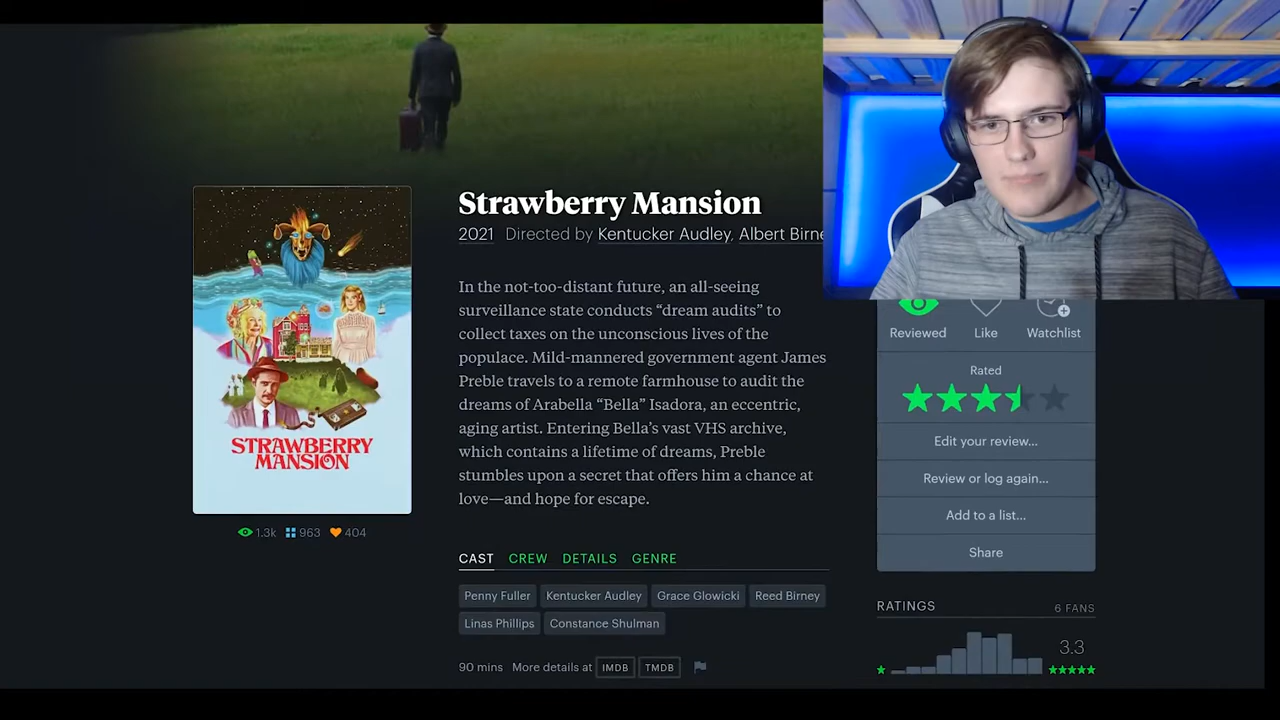 Strawberry Mansion
2021 Directed by Kentucker Audley, Albert Birne
In the not-too-distant future, an all-seeing
surveillance state conducts “dream audits” to
collect taxes on the unconscious lives of the
populace. Mild-mannered government agent James
Preble travels to a remote farmhouse to audit the
dreams of Arabella “Bella” Isadora, an eccentric,
aging artist. Entering Bella’s vast VHS archive,
which contains a lifetime of dreams, Preble
stumbles upon a secret that offers him a chance at
love—and hope for escape.
STRAWBERRY
MANSION
1.3k 963 404
CAST CREW DETAILS GENRE
Penny Fuller Kentucker Audley Grace Glowicki Reed Birney
Linas Phillips Constance Shulman
90 mins More details at IMDB TMDB
Reviewed Like Watchlist
Rated
Edit your review...
Review or log again...
Add to a list...
Share
RATINGS 6 FANS
3.3